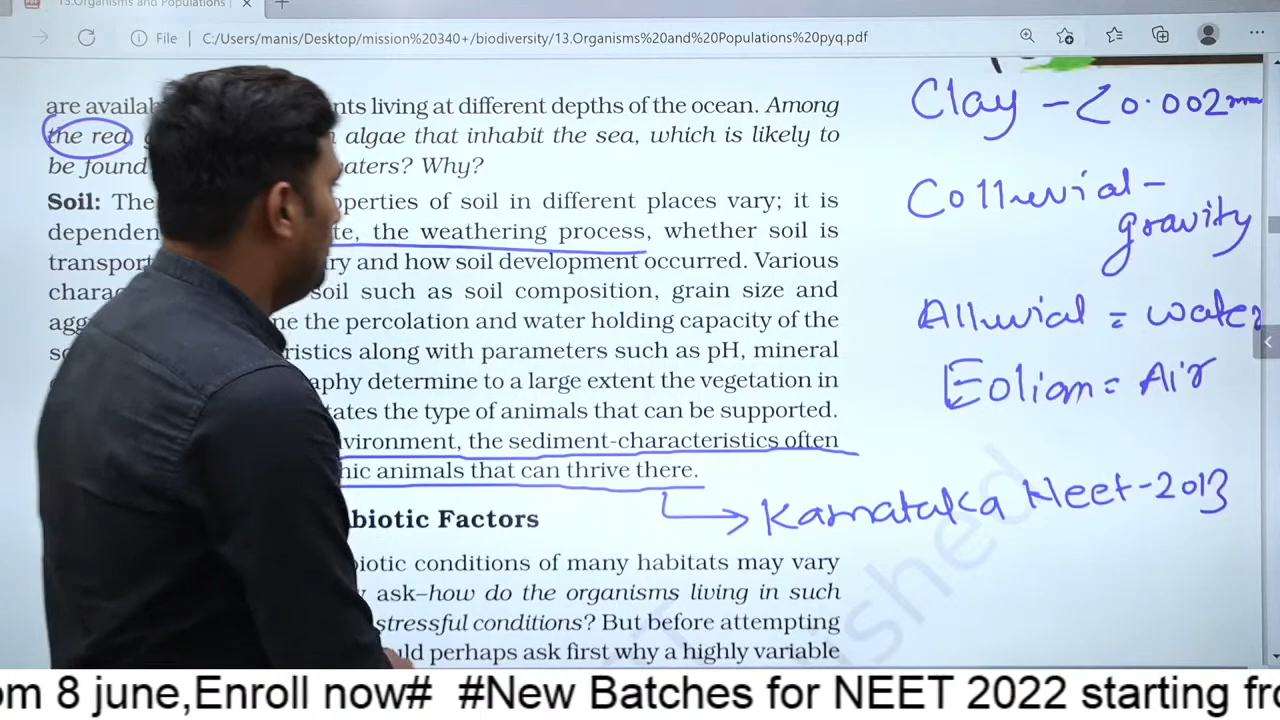 13.Organisms and Populations
File C:/Users/manis/Desktop/mission%20340+/biodiversity/13.Organisms%20and%20Populations%20pyq.pdf
are availab nts living at different depths of the ocean. Among
the red, algae that inhabit the sea, which is likely to
be found aters? Why?
Soil: The operties of soil in different places vary; it is
dependen te, the weathering process, whether soil is
transport ry and how soil development occurred. Various
chara soil such as soil composition, grain size and
agg ne the percolation and water holding capacity of the
ristics along with parameters such as pH, mineral
aphy determine to a large extent the vegetation in
tates the type of animals that can be supported.
vironment, the sediment-characteristics often
hic animals that can thrive there.
biotic Factors
iotic conditions of many habitats may vary
ask–how do the organisms living in such
stressful conditions? But before attempting
uld perhaps ask first why a highly variable
Clay - <0.002mm
Colluvial-
gravity
Alluvial = water
Eolian = Air
Karnataka Neet-2013
om 8 june,Enroll now# #New Batches for NEET 2022 starting fro